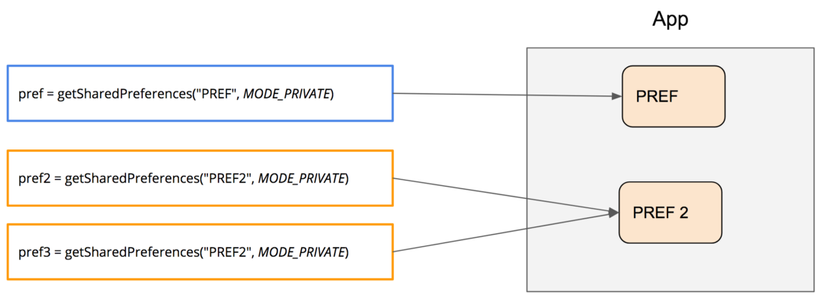 App
pref = getSharedPreferences("PREF", MODE_PRIVATE)
PREF
pref2 = getSharedPreferences("PREF2", MODE_PRIVATE)
PREF 2
pref3 = getSharedPreferences("PREF2", MODE_PRIVATE)